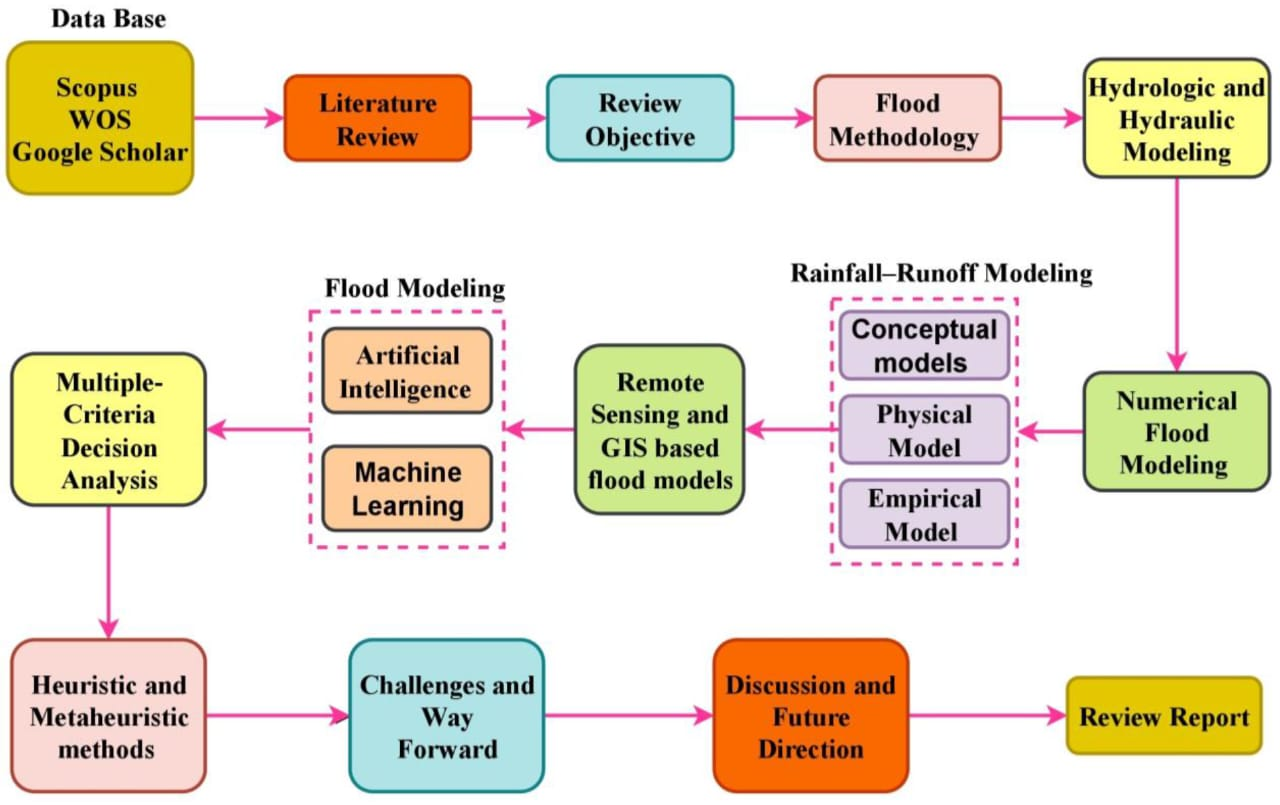 Data Base
Scopus
WOS
Google Scholar
Literature
Review
Review
Objective
Flood
Methodology
Hydrologic and
Hydraulic
Modeling
Numerical
Flood
Modeling
Rainfall–Runoff Modeling
Conceptual
models
Physical
Model
Empirical
Model
Remote
Sensing and
GIS based
flood models
Flood Modeling
Artificial
Intelligence
Machine
Learning
Multiple-
Criteria
Decision
Analysis
Heuristic and
Metaheuristic
methods
Challenges and
Way
Forward
Discussion and
Future
Direction
Review Report